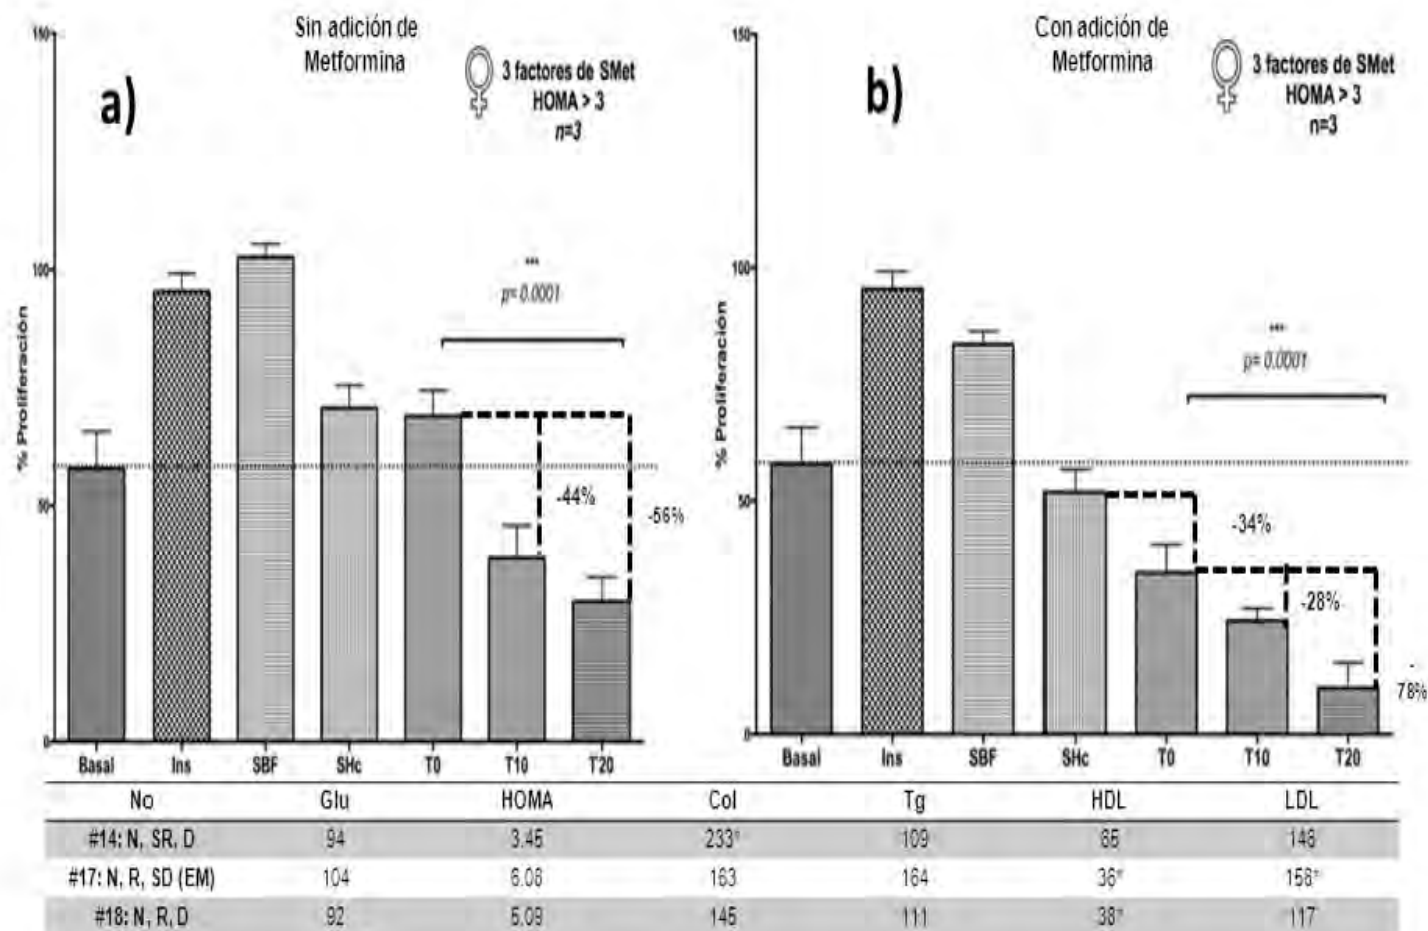 Sin adición de
Metformina
a)
3 factores de SMet
HOMA > 3
n=3
150
100
50
0
% Proliferación
***
p= 0.0001
-44%
-56%
Basal Ins SBF SHc T0 T10 T20
Con adición de
Metformina
b)
3 factores de SMet
HOMA > 3
n=3
150
100
50
0
% Proliferación
***
p= 0.0001
-34%
-28%
-
78%
Basal Ins SBF SHc T0 T10 T20
No Glu HOMA Col Tg HDL LDL
#14: N, SR, D 94 3.45 233* 109 65 148
#17: N, R, SD (EM) 104 6.08 163 164 36* 158*
#18: N, R, D 92 5.09 145 111 38* 117